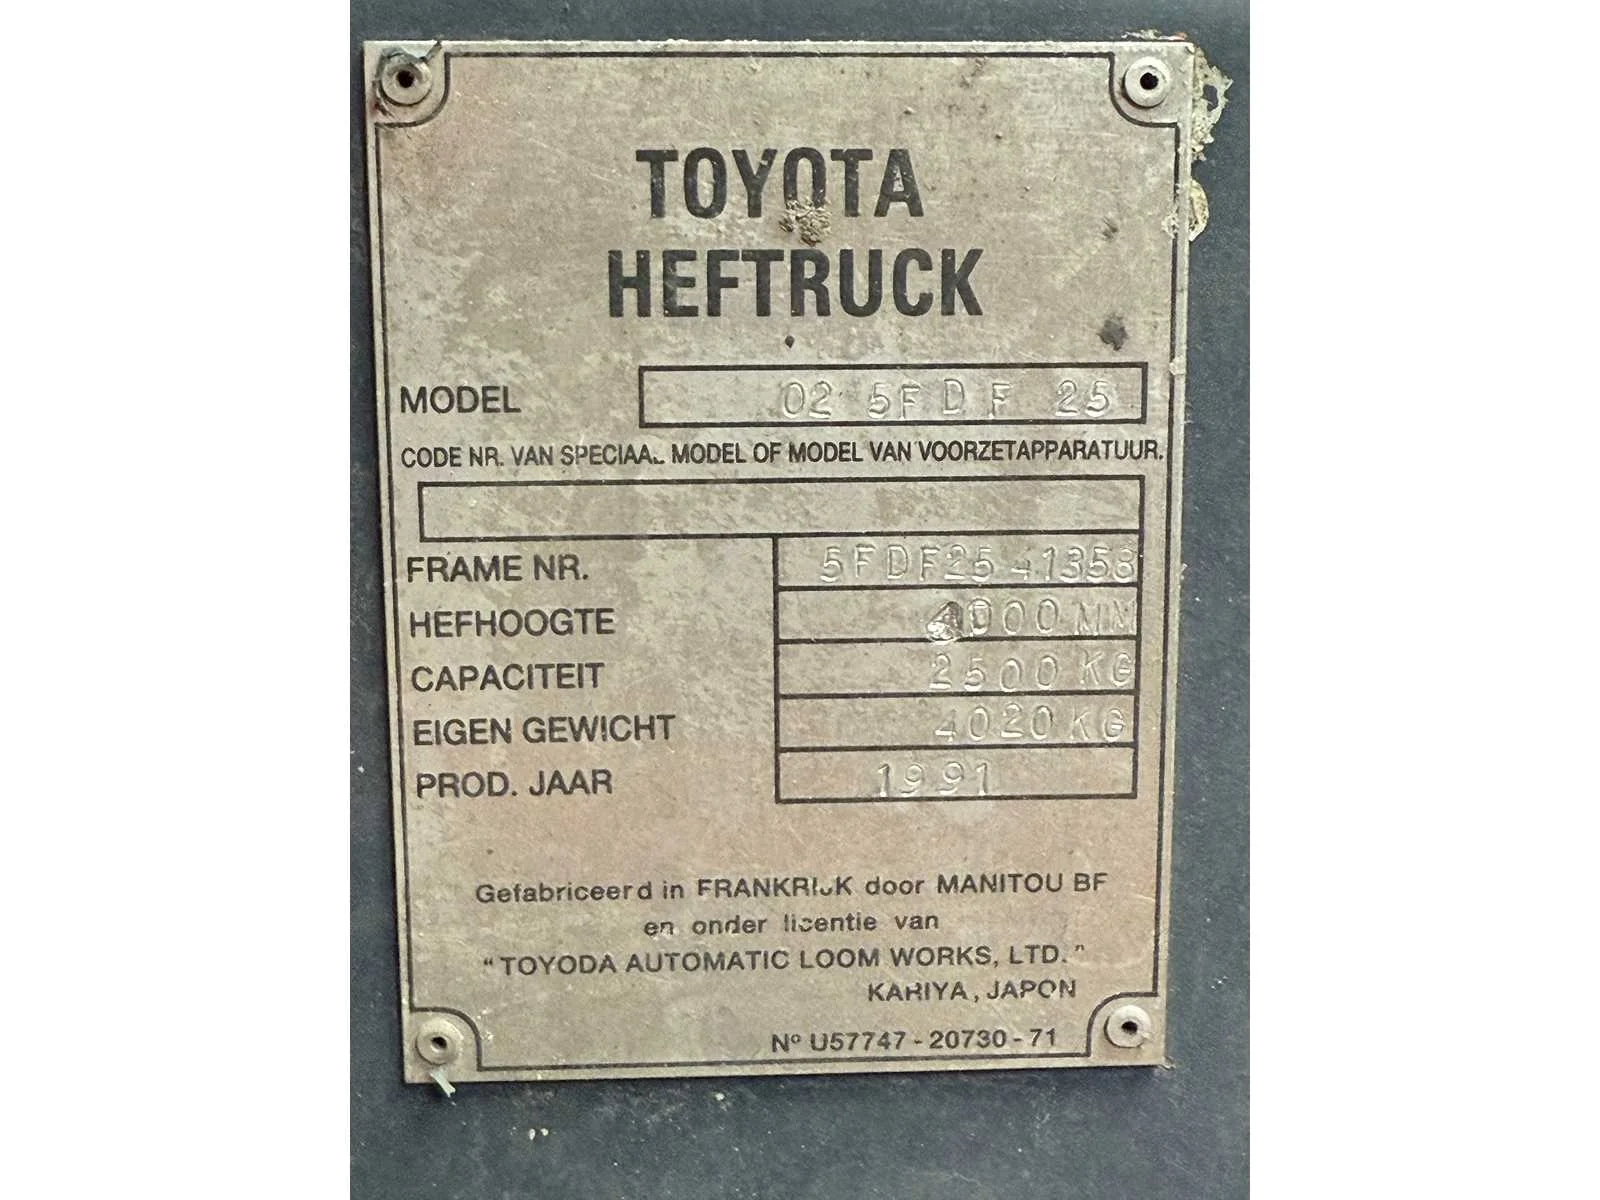 TOYOTA
HEFTRUCK
MODEL 02 5FDF 25
CODE NR. VAN SPECIAAL MODEL OF MODEL VAN VOORZETAPPARATUUR.
FRAME NR. 5FDF25 41358
HEFHOOGTE 4000 MM
CAPACITEIT 2500 KG
EIGEN GEWICHT 4020 KG
PROD. JAAR 1991
Gefabriceerd in FRANKRIJK door MANITOU BF
en onder licentie van
"TOYODA AUTOMATIC LOOM WORKS, LTD."
KARIYA, JAPON
Nº U57747-20730-71